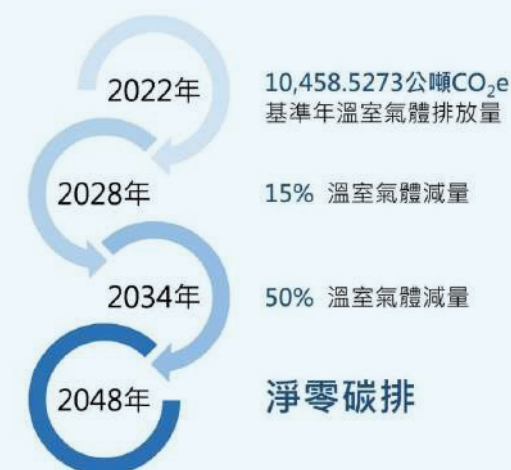 2022年
10,458.5273公噸CO₂e
基準年溫室氣體排放量
2028年
15% 溫室氣體減量
2034年
50% 溫室氣體減量
2048年
淨零碳排